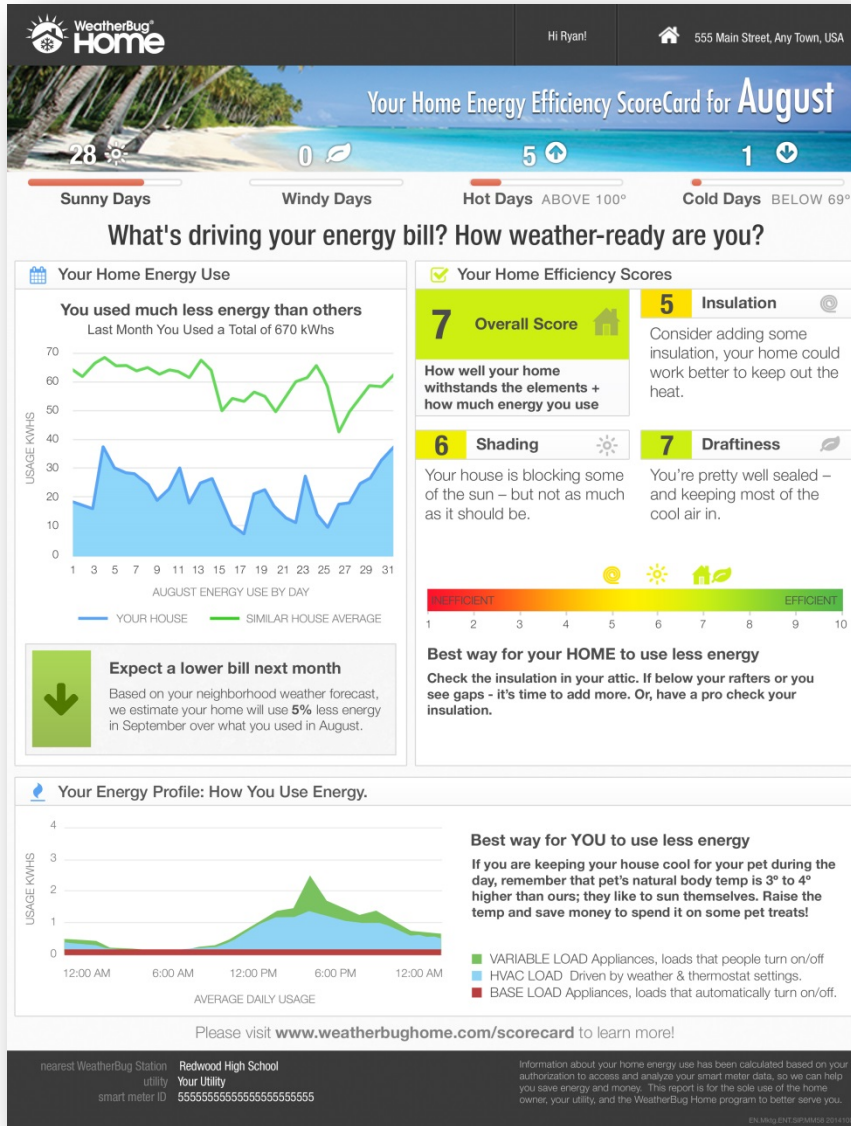 WeatherBug®
Home
Hi Ryan!
555 Main Street, Any Town, USA
Your Home Energy Efficiency ScoreCard for August
28
0
5
1
Sunny Days
Windy Days
Hot Days ABOVE 100°
Cold Days BELOW 69°
What's driving your energy bill? How weather-ready are you?
Your Home Energy Use
You used much less energy than others
Last Month You Used a Total of 670 kWhs
70
60
50
40
30
20
10
0
USAGE KWHS
1 3 5 7 9 11 13 15 17 19 21 23 25 27 29 31
AUGUST ENERGY USE BY DAY
YOUR HOUSE
SIMILAR HOUSE AVERAGE
Expect a lower bill next month
Based on your neighborhood weather forecast,
we estimate your home will use 5% less energy
in September over what you used in August.
Your Home Efficiency Scores
7 Overall Score
How well your home
withstands the elements +
how much energy you use
5 Insulation
Consider adding some
insulation, your home could
work better to keep out the
heat.
6 Shading
Your house is blocking some
of the sun – but not as much
as it should be.
7 Draftiness
You're pretty well sealed –
and keeping most of the
cool air in.
INEFFICIENT
EFFICIENT
1 2 3 4 5 6 7 8 9 10
Best way for your HOME to use less energy
Check the insulation in your attic. If below your rafters or you
see gaps - it's time to add more. Or, have a pro check your
insulation.
Your Energy Profile: How You Use Energy.
4
3
2
1
0
USAGE KWHS
12:00 AM 6:00 AM 12:00 PM 6:00 PM 12:00 AM
AVERAGE DAILY USAGE
Best way for YOU to use less energy
If you are keeping your house cool for your pet during the
day, remember that pet's natural body temp is 3º to 4º
higher than ours; they like to sun themselves. Raise the
temp and save money to spend it on some pet treats!
VARIABLE LOAD Appliances, loads that people turn on/off
HVAC LOAD Driven by weather & thermostat settings.
BASE LOAD Appliances, loads that automatically turn on/off.
Please visit www.weatherbughome.com/scorecard to learn more!
nearest WeatherBug Station Redwood High School
utility Your Utility
smart meter ID 55555555555555555555555
Information about your home energy use has been calculated based on your
authorization to access and analyze your smart meter data, so we can help
you save energy and money. This report is for the sole use of the home
owner, your utility, and the WeatherBug Home program to better serve you.